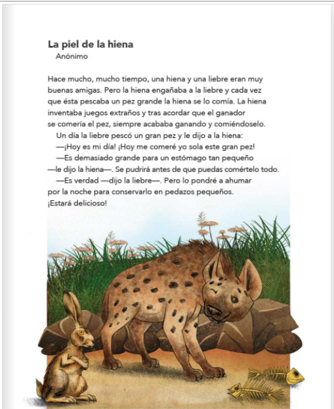 La piel de la hiena
Anónimo
Hace mucho, mucho tiempo, una hiena y una liebre eran muy
buenas amigas. Pero la hiena engañaba a la liebre y cada vez
que ésta pescaba un pez grande la hiena se lo comía. La hiena
inventaba juegos extraños y tras acordar que el ganador
se comería el pez, siempre acababa ganando y comiéndoselo.
Un día la liebre pescó un gran pez y le dijo a la hiena:
—¡Hoy es mi día! ¡Hoy me comeré yo sola este gran pez!
—Es demasiado grande para un estómago tan pequeño
—le dijo la hiena—. Se pudrirá antes de que puedas comértelo todo.
—Es verdad —dijo la liebre—. Pero lo pondré a ahumar
por la noche para conservarlo en pedazos pequeños.
¡Estará delicioso!